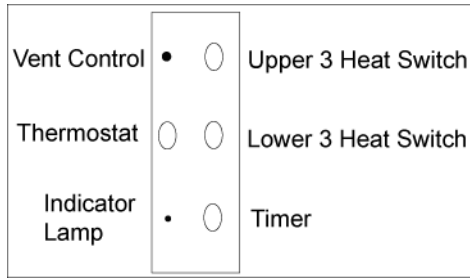 Vent Control
Upper 3 Heat Switch
Thermostat
Lower 3 Heat Switch
Indicator
Lamp
Timer